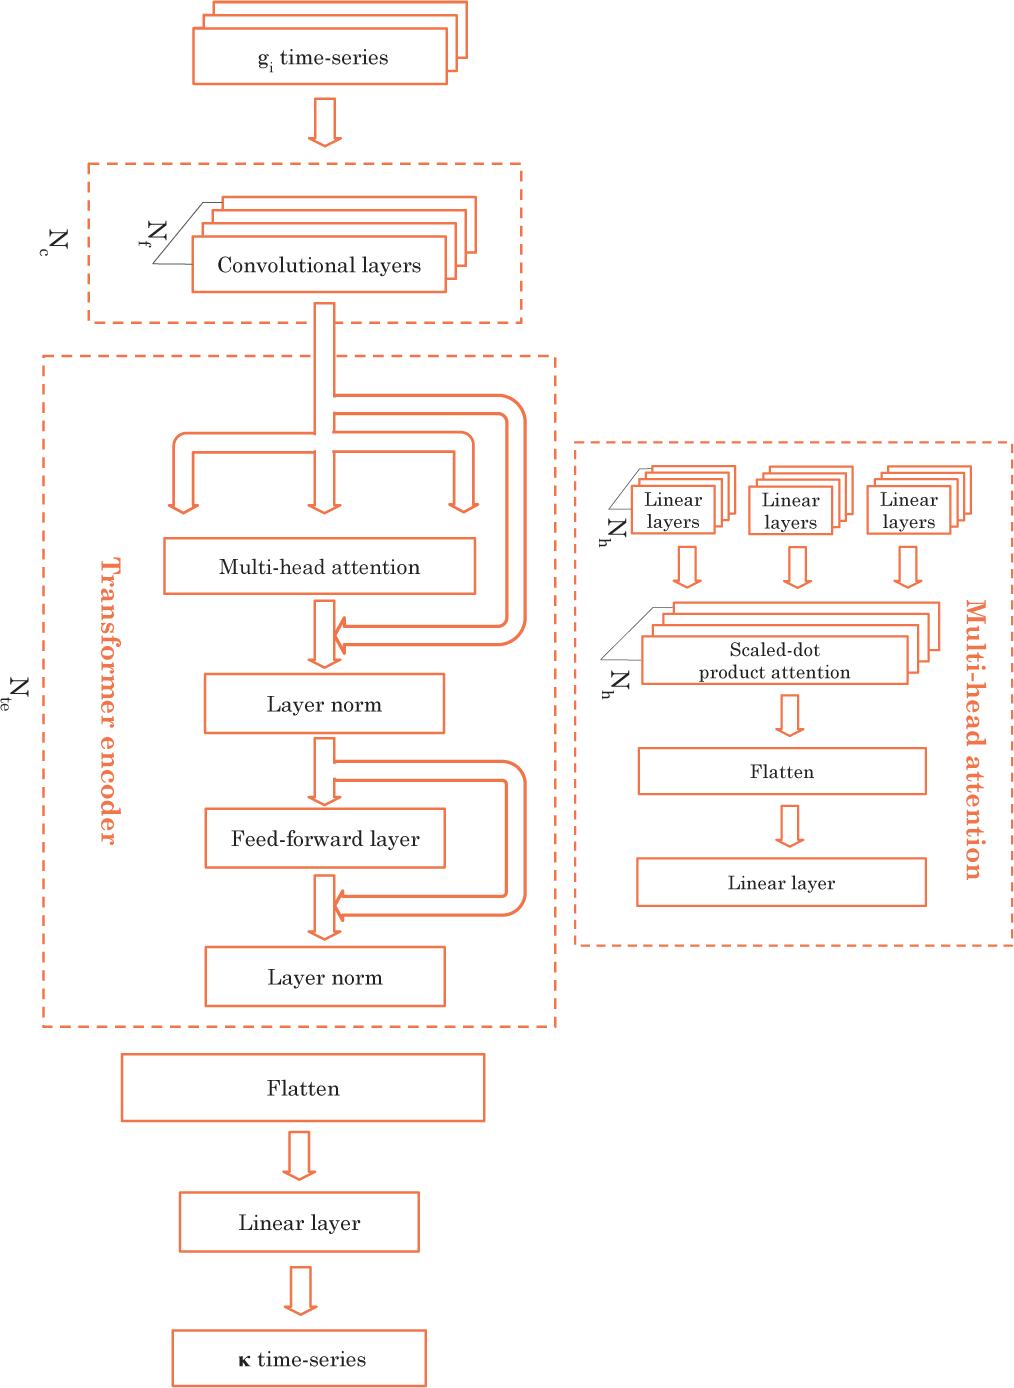 gi time-series
Nc
Nf
Convolutional layers
Transformer encoder
Nte
Multi-head attention
Layer norm
Feed-forward layer
Layer norm
Flatten
Linear layer
κ time-series
Multi-head attention
Nh
Linear
layers
Linear
layers
Linear
layers
Nh
Scaled-dot
product attention
Flatten
Linear layer